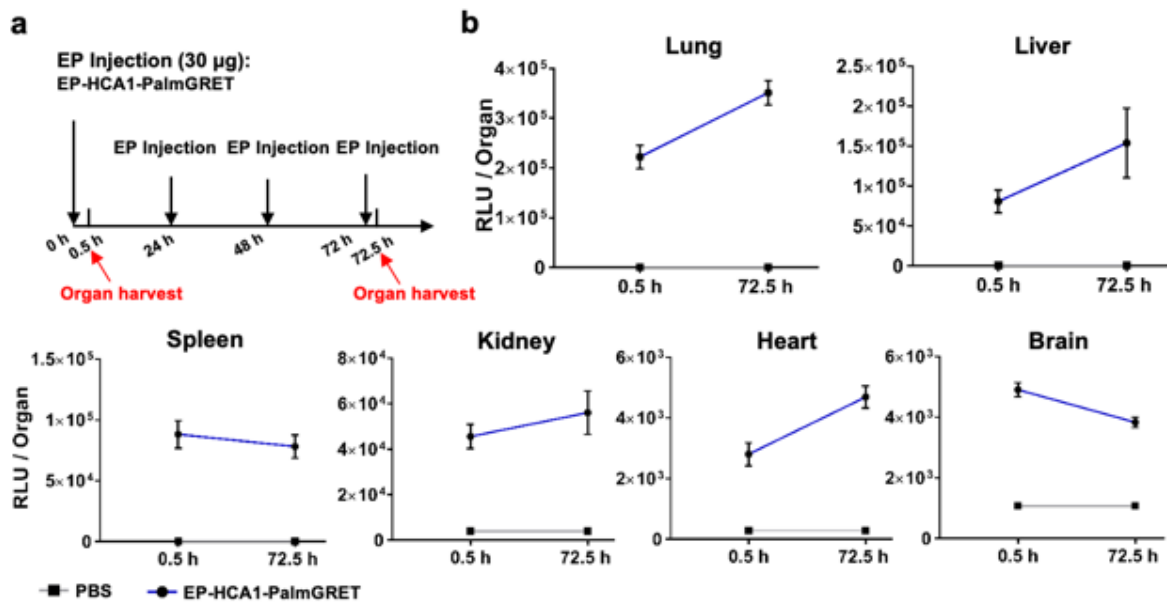 a
EP Injection (30 µg):
EP-HCA1-PalmGRET
EP Injection EP Injection EP Injection
0 h 0.5 h 24 h 48 h 72 h 72.5 h
Organ harvest Organ harvest
b
Lung
RLU / Organ
4×10⁵
3×10⁵
2×10⁵
1×10⁵
0
0.5 h 72.5 h
Liver
2.5×10⁵
2×10⁵
1.5×10⁵
1×10⁵
5×10⁴
0
0.5 h 72.5 h
Spleen
RLU / Organ
1.5×10⁵
1×10⁵
5×10⁴
0
0.5 h 72.5 h
Kidney
8×10⁴
6×10⁴
4×10⁴
2×10⁴
0
0.5 h 72.5 h
Heart
6×10³
4×10³
2×10³
0
0.5 h 72.5 h
Brain
6×10³
4×10³
2×10³
0
0.5 h 72.5 h
PBS EP-HCA1-PalmGRET